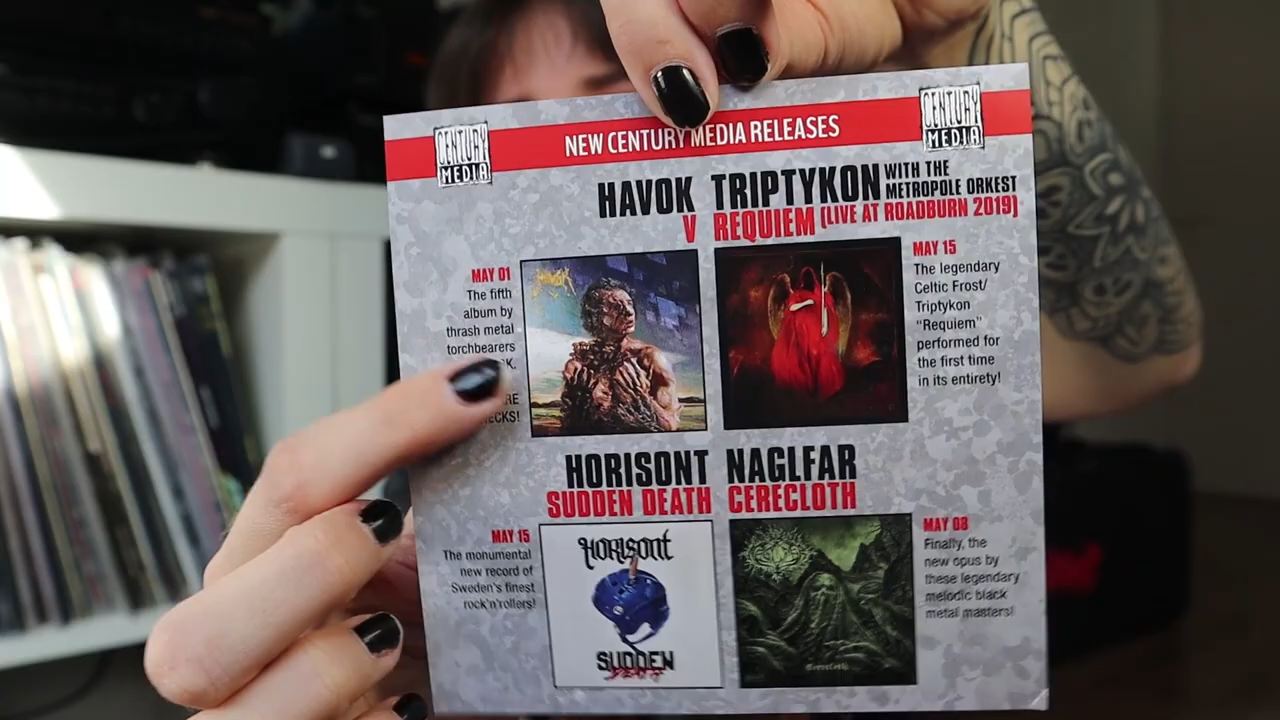 CENTURY
MEDIA
NEW CENTURY MEDIA RELEASES
CENTURY
MEDIA
HAVOK
V
MAY 01
The fifth
album by
thrash metal
torchbearers
TRIPTYKON WITH THE
METROPOLE ORKEST
REQUIEM (LIVE AT ROADBURN 2019)
MAY 15
The legendary
Celtic Frost/
Triptykon
“Requiem”
performed for
the first time
in its entirety!
HORISONT
SUDDEN DEATH
MAY 15
The monumental
new record of
Sweden's finest
rock'n'rollers!
HORISONT
SUDDEN
DEATH
NAGLFAR
CERECLOTH
Cerecloth
MAY 08
Finally, the
new opus by
these legendary
melodic black
metal masters!